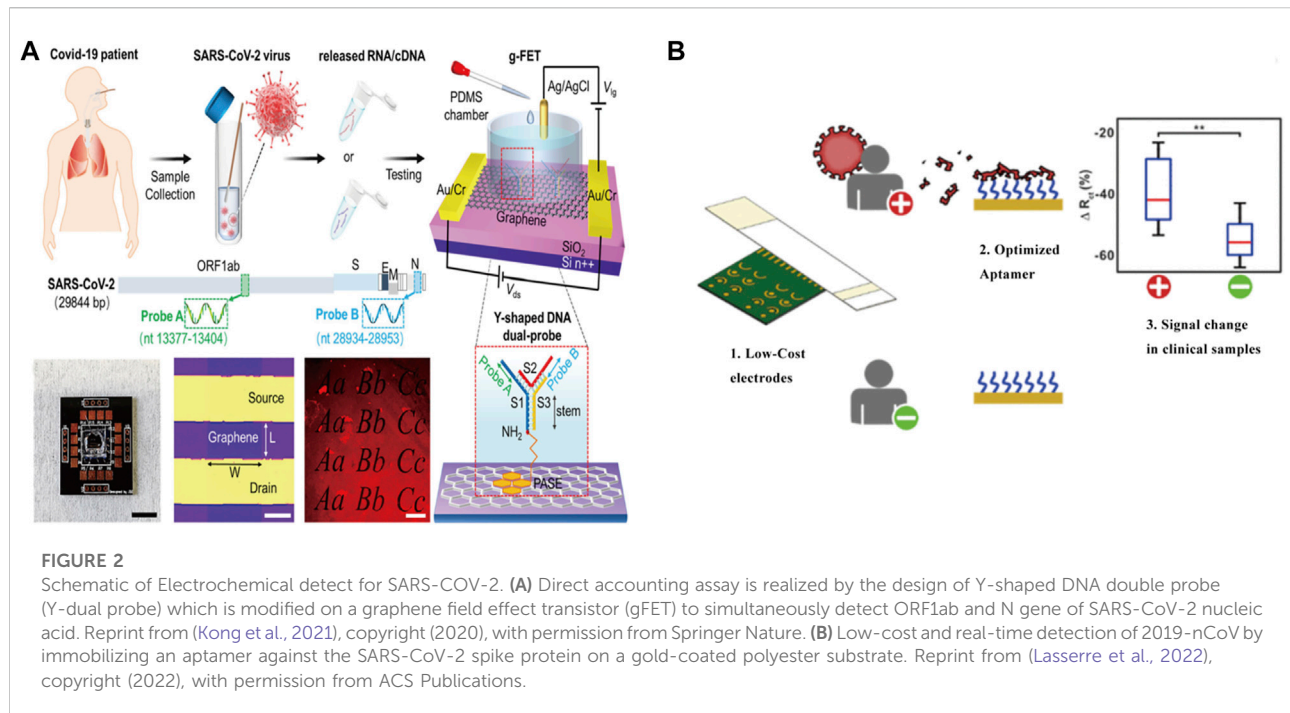 A
Covid-19 patient
SARS-CoV-2 virus
released RNA/cDNA
g-FET
Sample
Collection
or
Testing
PDMS
chamber
Ag/AgCl
Vlg
Au/Cr
Au/Cr
Graphene
SiO2
Si n++
Vds
ORF1ab
S
E
M
N
SARS-CoV-2
(29844 bp)
Probe A
(nt 13377-13404)
Probe B
(nt 28934-28953)
Y-shaped DNA
dual-probe
Probe A
S2
Probe B
S1
S3
stem
NH2
PASE
Source
Graphene
L
W
Drain
Aa Bb Cc
Aa Bb Cc
Aa Bb Cc
Aa Bb Cc
B
1. Low-Cost
electrodes
2. Optimized
Aptamer
-20
-40
-60
Δ Rct (%)
**
3. Signal change
in clinical samples
FIGURE 2
Schematic of Electrochemical detect for SARS-COV-2. (A) Direct accounting assay is realized by the design of Y-shaped DNA double probe
(Y-dual probe) which is modified on a graphene field effect transistor (gFET) to simultaneously detect ORF1ab and N gene of SARS-CoV-2 nucleic
acid. Reprint from (Kong et al., 2021), copyright (2020), with permission from Springer Nature. (B) Low-cost and real-time detection of 2019-nCoV by
immobilizing an aptamer against the SARS-CoV-2 spike protein on a gold-coated polyester substrate. Reprint from (Lasserre et al., 2022),
copyright (2022), with permission from ACS Publications.